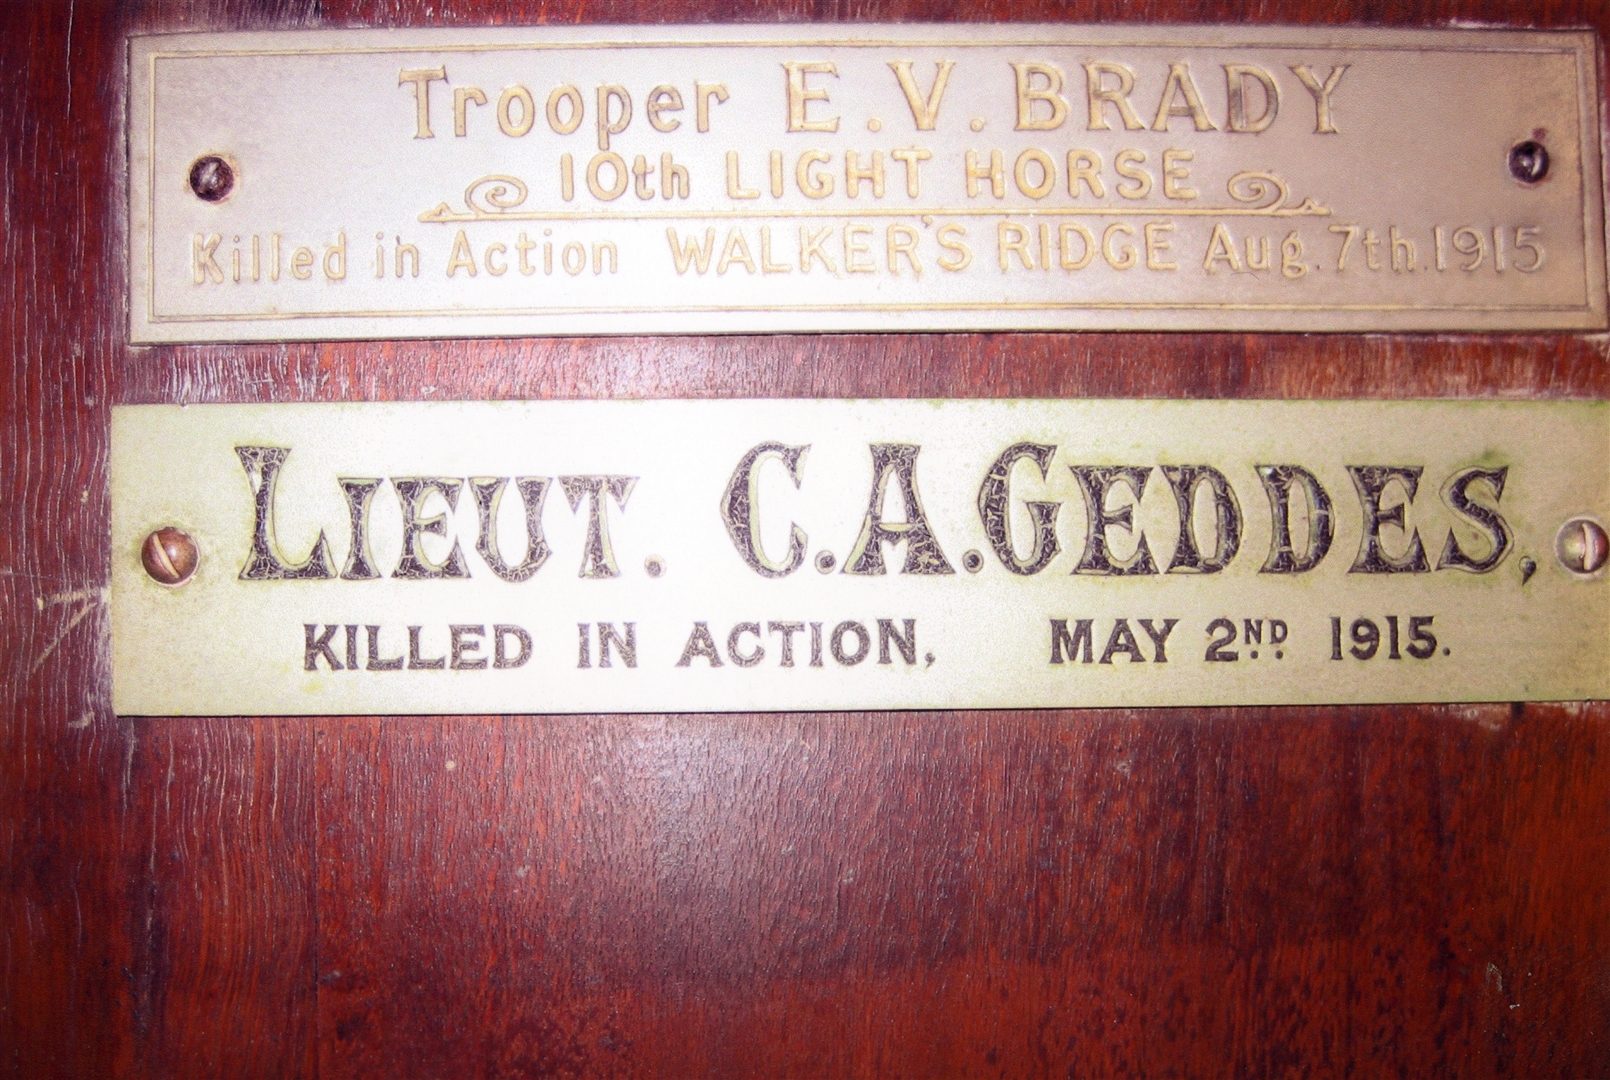 Trooper E.V. BRADY
10th LIGHT HORSE
Killed in Action WALKER'S RIDGE Aug. 7th. 1915
LIEUT. C.A. GEDDES,
KILLED IN ACTION, MAY 2ND 1915.